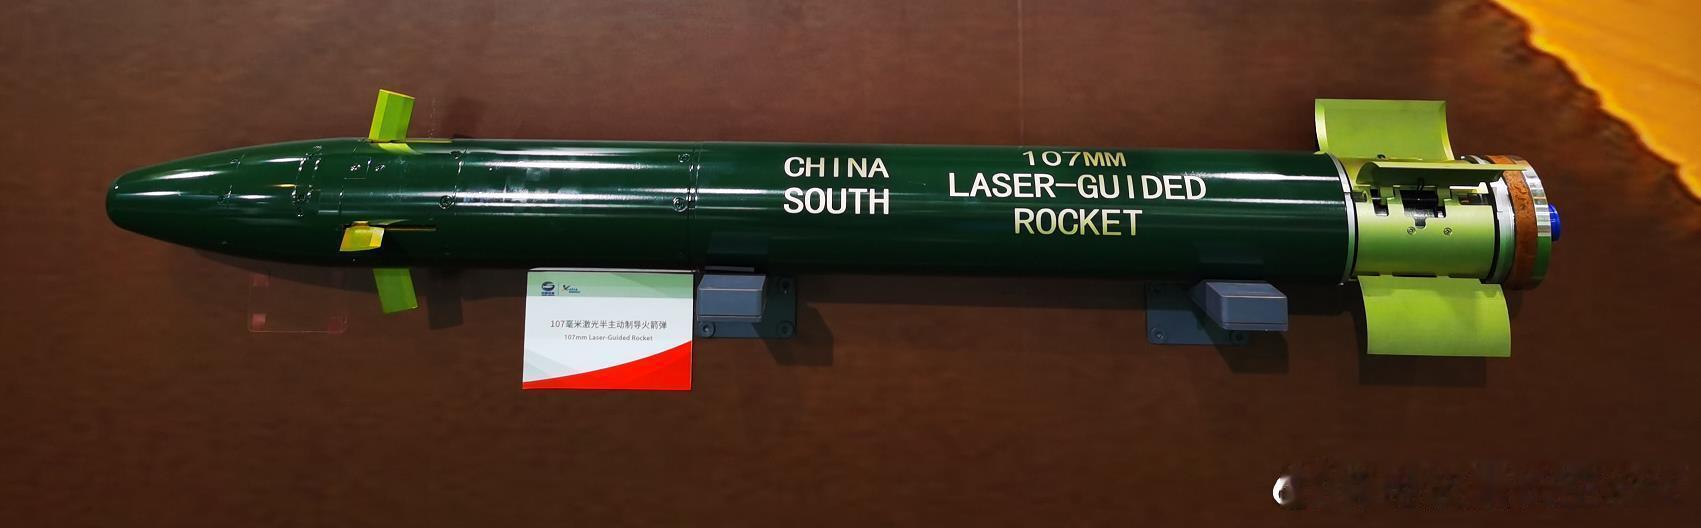 CHINA
SOUTH
107MM
LASER-GUIDED
ROCKET
107毫米激光半主动制导火箭弹
107mm Laser-Guided Rocket